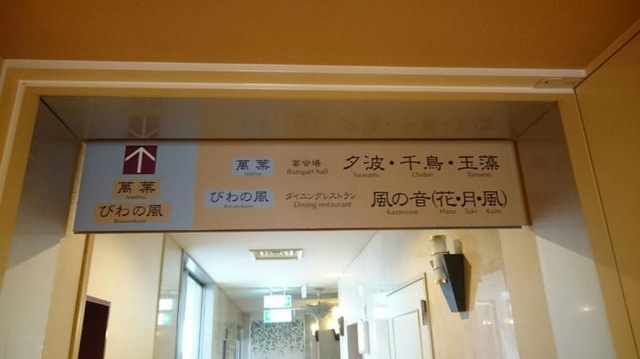 萬葉
Manyou
びわの風
Biwanokaze
萬葉 宴会場 夕波・千鳥・玉藻
Banquet hall Yuunami Chidori Tamamo
びわの風 ダイニングレストラン 風の音(花・月・風)
Biwanokaze Dining restaurant Kazenone Hana Tuki Kaze